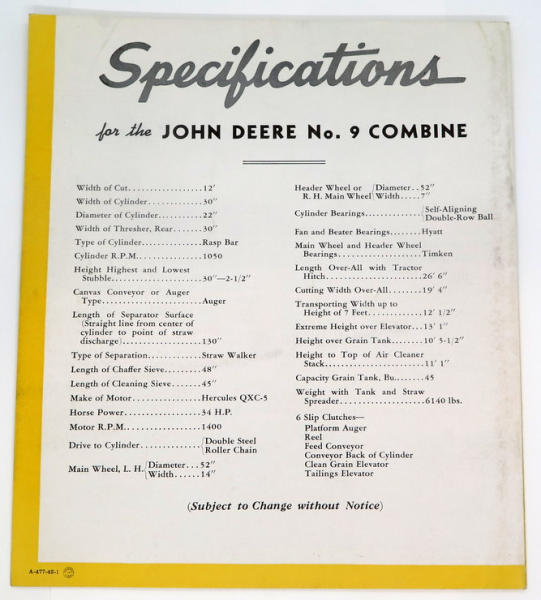 Specifications
for the JOHN DEERE No. 9 COMBINE
Width of Cut..................12'
Width of Cylinder..............30"
Diameter of Cylinder...........22"
Width of Thresher, Rear........30"
Type of Cylinder...............Rasp Bar
Cylinder R.P.M................1050
Height Highest and Lowest
Stubble......................30"—2-1/2"
Canvas Conveyor or Auger
Type........................Auger
Length of Separator Surface
(Straight line from center of
cylinder to point of straw
discharge)...................130"
Type of Separation............Straw Walker
Length of Chaffer Sieve........48"
Length of Cleaning Sieve.......45"
Make of Motor.................Hercules QXC-5
Horse Power...................34 H.P.
Motor R.P.M...................1400
Drive to Cylinder..............{Double Steel
Roller Chain
Main Wheel, L. H. {Diameter...52"
Width......14"
Header Wheel or {Diameter..52"
R. H. Main Wheel Width.....7"
Cylinder Bearings.............{Self-Aligning
Double-Row Ball
Fan and Beater Bearings.......Hyatt
Main Wheel and Header Wheel
Bearings....................Timken
Length Over-All with Tractor
Hitch.......................26' 6"
Cutting Width Over-All........19' 4"
Transporting Width up to
Height of 7 Feet.............12' 1/2"
Extreme Height over Elevator...13' 1"
Height over Grain Tank........10' 5-1/2"
Height to Top of Air Cleaner
Stack.......................11' 1"
Capacity Grain Tank, Bu.......45
Weight with Tank and Straw
Spreader....................6140 lbs.
6 Slip Clutches—
Platform Auger
Reel
Feed Conveyor
Conveyor Back of Cylinder
Clean Grain Elevator
Tailings Elevator
(Subject to Change without Notice)
A-477-45-1